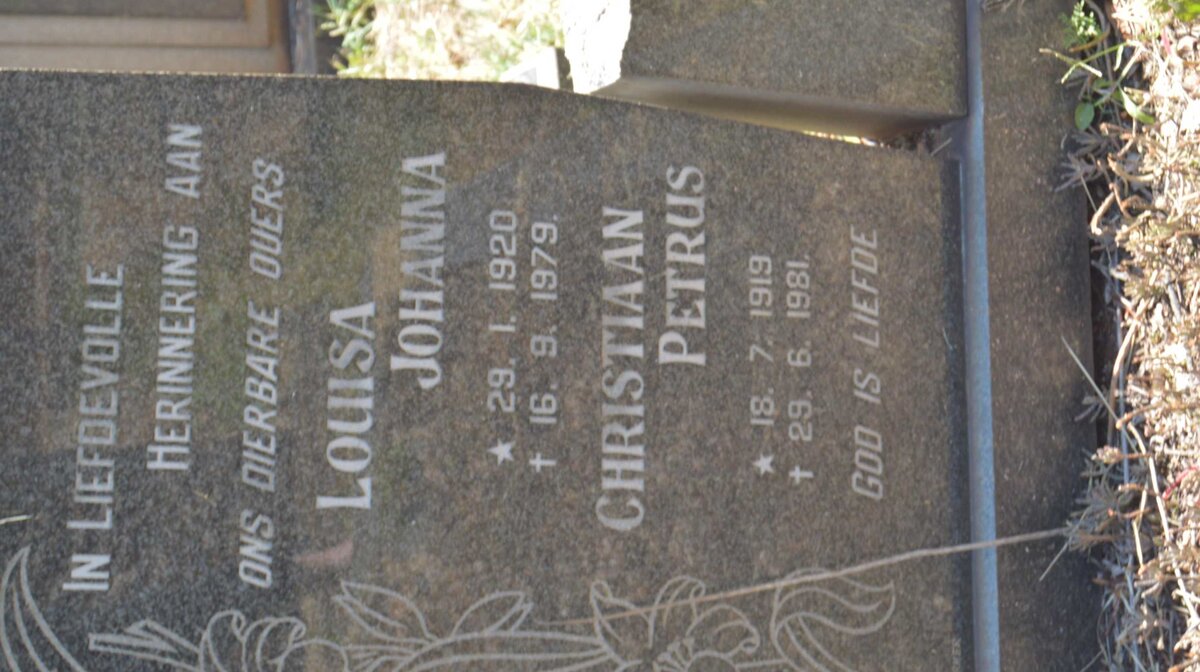 IN LIEFDEVOLLE
HERINNERING AAN
ONS DIERBARE OUERS
LOUISA
JOHANNA
★ 29. 1. 1920
† 16. 9. 1979.
CHRISTIAAN
PETRUS
★ 18. 7. 1919
† 29. 6. 1981.
GOD IS LIEFDE